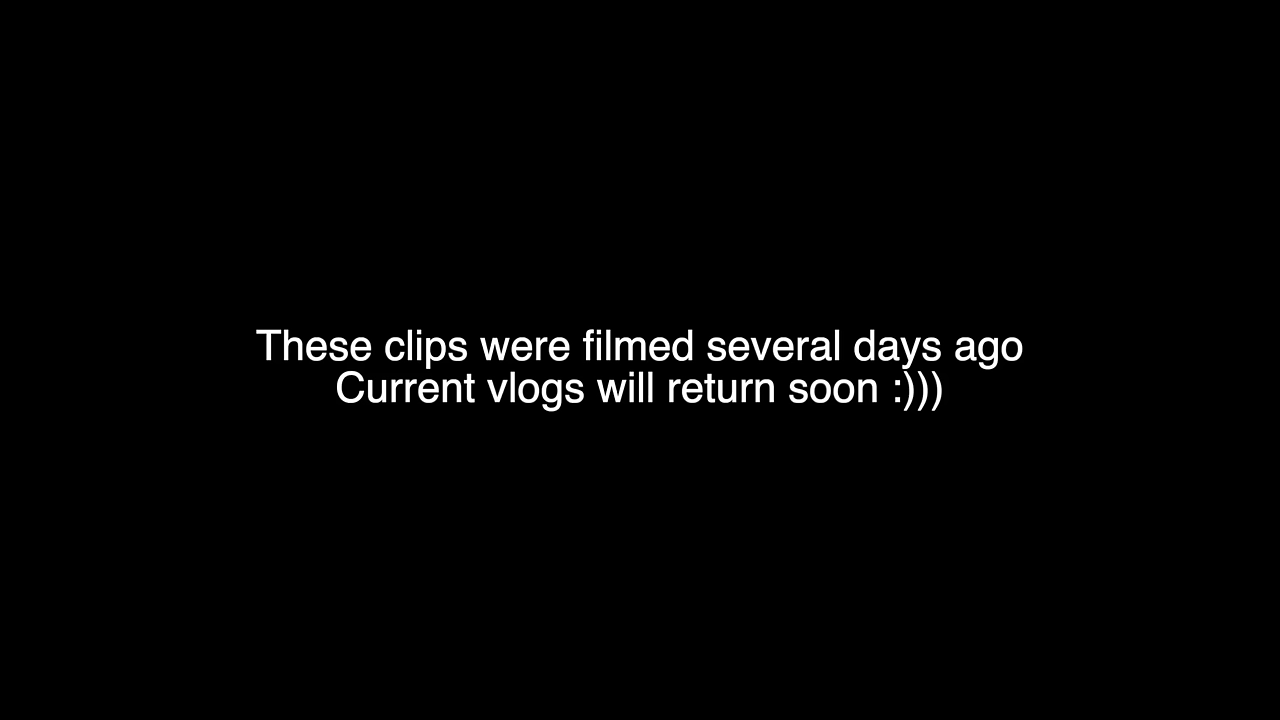 These clips were filmed several days ago
Current vlogs will return soon :)))